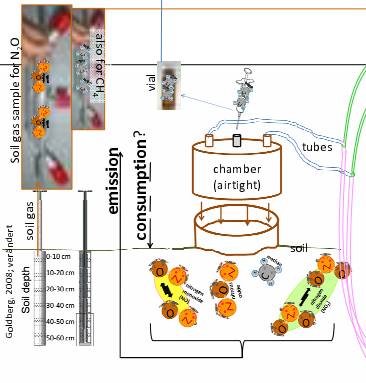 Soil gas sample for N₂O
also for CH₄
vial
tubes
chamber
(airtight)
emission
consumption?
soil
soil gas
Soil depth
0-10 cm
10-20 cm
20-30 cm
30-40 cm
40-50 cm
50-60 cm
Goldberg, 2008; verändert